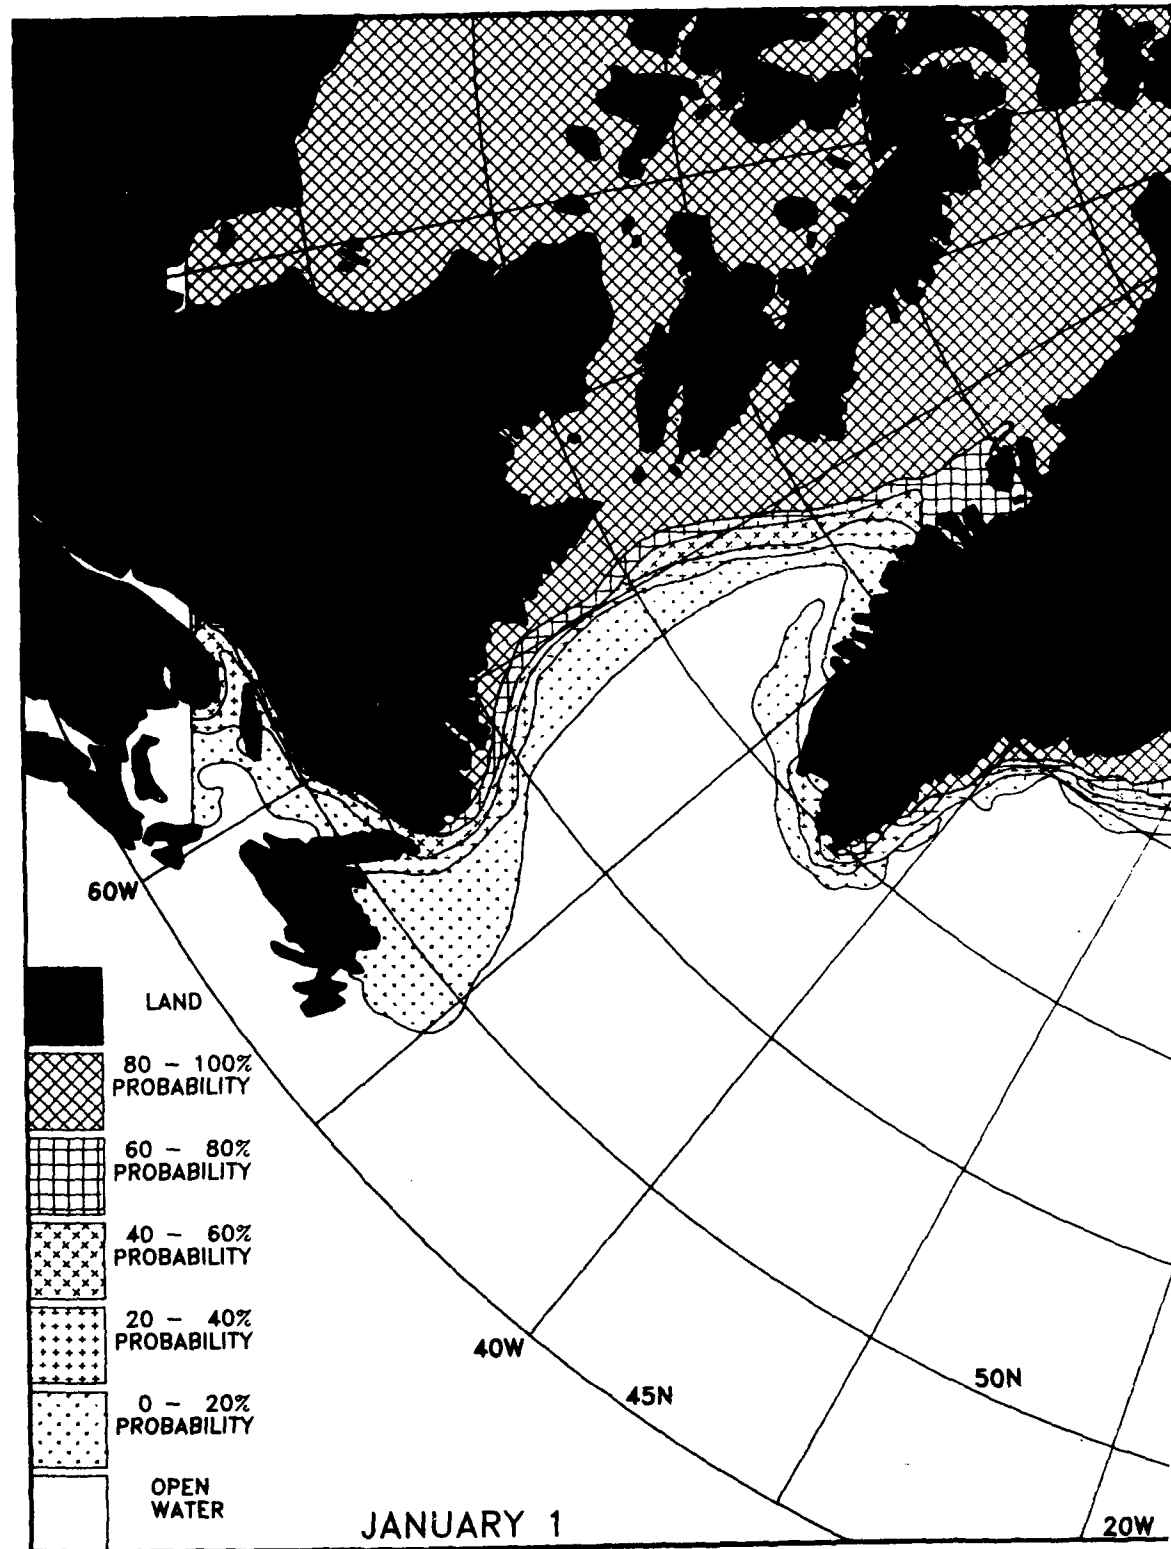 60W
LAND
80 - 100%
PROBABILITY
60 - 80%
PROBABILITY
40 - 60%
PROBABILITY
20 - 40%
PROBABILITY
0 - 20%
PROBABILITY
OPEN
WATER
40W
45N
50N
JANUARY 1
20W